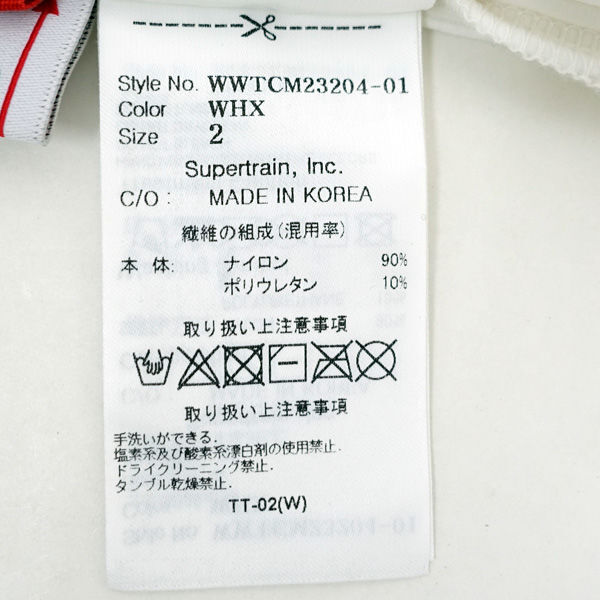 Style No. WWTCM23204-01
Color WHX
Size 2
Supertrain, Inc.
C/O : MADE IN KOREA
繊維の組成(混用率)
本 体: ナイロン 90%
ポリウレタン 10%
取り扱い上注意事項
取り扱い上注意事項
手洗いができる.
塩素系及び酸素系漂白剤の使用禁止.
ドライクリーニング禁止.
タンブル乾燥禁止.
TT-02(W)